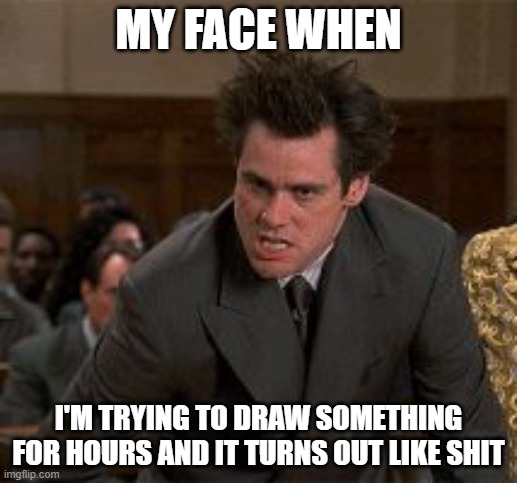 MY FACE WHEN
I'M TRYING TO DRAW SOMETHING
FOR HOURS AND IT TURNS OUT LIKE SHIT
imgflip.com